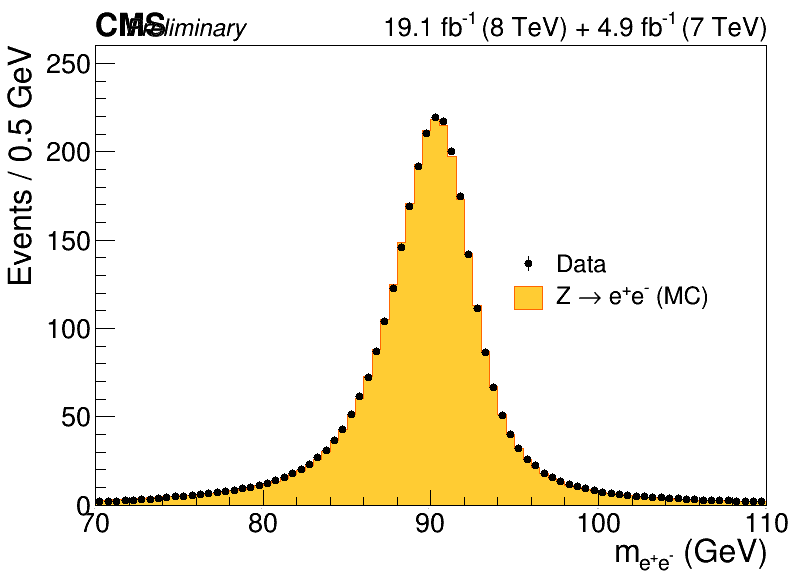 CMS Preliminary 19.1 fb⁻¹ (8 TeV) + 4.9 fb⁻¹ (7 TeV)
Events / 0.5 GeV
250
200
150
100
50
0
Data
Z → e⁺e⁻ (MC)
70 80 90 100 110
m_e⁺e⁻ (GeV)